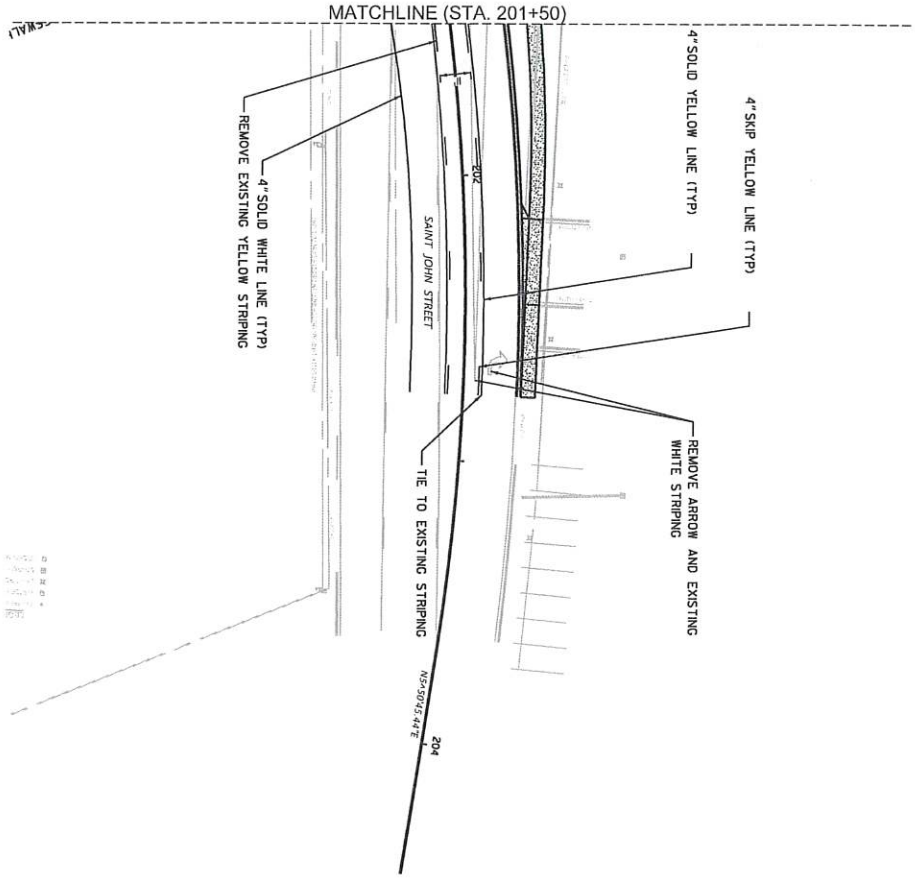 MATCHLINE (STA. 201+50)
4" SKIP YELLOW LINE (TYP)
4" SOLID YELLOW LINE (TYP)
REMOVE ARROW AND EXISTING
WHITE STRIPING
202
SAINT JOHN STREET
4" SOLID WHITE LINE (TYP)
REMOVE EXISTING YELLOW STRIPING
TIE TO EXISTING STRIPING
N5^50'45.44"E
204